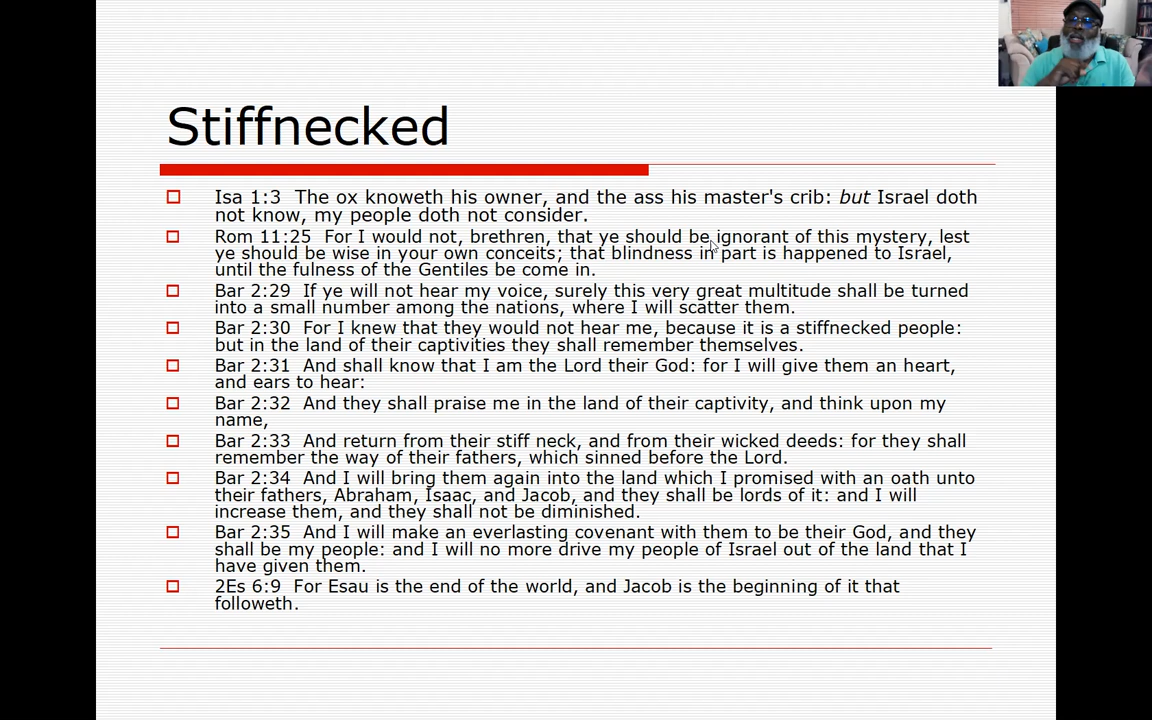 Stiffnecked
Isa 1:3 The ox knoweth his owner, and the ass his master's crib: but Israel doth
not know, my people doth not consider.
Rom 11:25 For I would not, brethren, that ye should be ignorant of this mystery, lest
ye should be wise in your own conceits; that blindness in part is happened to Israel,
until the fulness of the Gentiles be come in.
Bar 2:29 If ye will not hear my voice, surely this very great multitude shall be turned
into a small number among the nations, where I will scatter them.
Bar 2:30 For I knew that they would not hear me, because it is a stiffnecked people:
but in the land of their captivities they shall remember themselves.
Bar 2:31 And shall know that I am the Lord their God: for I will give them an heart,
and ears to hear:
Bar 2:32 And they shall praise me in the land of their captivity, and think upon my
name,
Bar 2:33 And return from their stiff neck, and from their wicked deeds: for they shall
remember the way of their fathers, which sinned before the Lord.
Bar 2:34 And I will bring them again into the land which I promised with an oath unto
their fathers, Abraham, Isaac, and Jacob, and they shall be lords of it: and I will
increase them, and they shall not be diminished.
Bar 2:35 And I will make an everlasting covenant with them to be their God, and they
shall be my people: and I will no more drive my people of Israel out of the land that I
have given them.
2Es 6:9 For Esau is the end of the world, and Jacob is the beginning of it that
followeth.